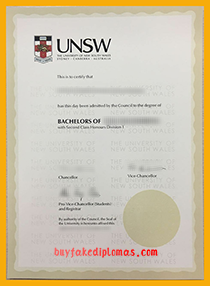 UNSW
THE UNIVERSITY OF NEW SOUTH WALES
SYDNEY · CANBERRA · AUSTRALIA
This is to certify that
has this day been admitted by the Council to the degree of
BACHELORS OF
with Second Class Honours Division I
Chancellor
Vice-Chancellor
Pro Vice-Chancellor (Students)
and Registrar
By authority of the Council, the Seal of
the University is hereunto affixed this
buyfakediplomas.com